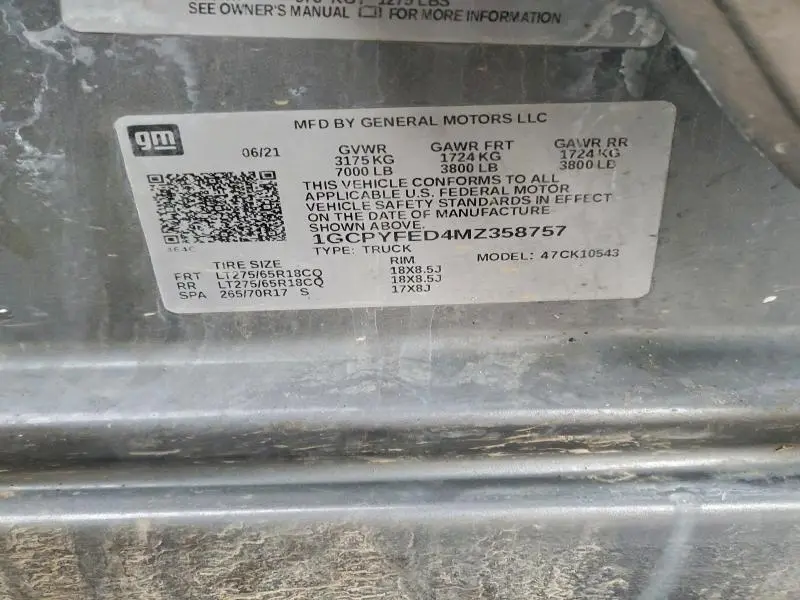 KG / 1275 LBS
SEE OWNER'S MANUAL FOR MORE INFORMATION
gm
MFD BY GENERAL MOTORS LLC
06/21 GVWR GAWR FRT GAWR RR
3175 KG 1724 KG 1724 KG
7000 LB 3800 LB 3800 LB
THIS VEHICLE CONFORMS TO ALL
APPLICABLE U.S. FEDERAL MOTOR
VEHICLE SAFETY STANDARDS IN EFFECT
ON THE DATE OF MANUFACTURE
SHOWN ABOVE.
1GCPYFED4MZ358757
TYPE: TRUCK MODEL: 47CK10543
TIRE SIZE RIM
FRT LT275/65R18CQ 18X8.5J
RR LT275/65R18CQ 18X8.5J
SPA 265/70R17 S 17X8J